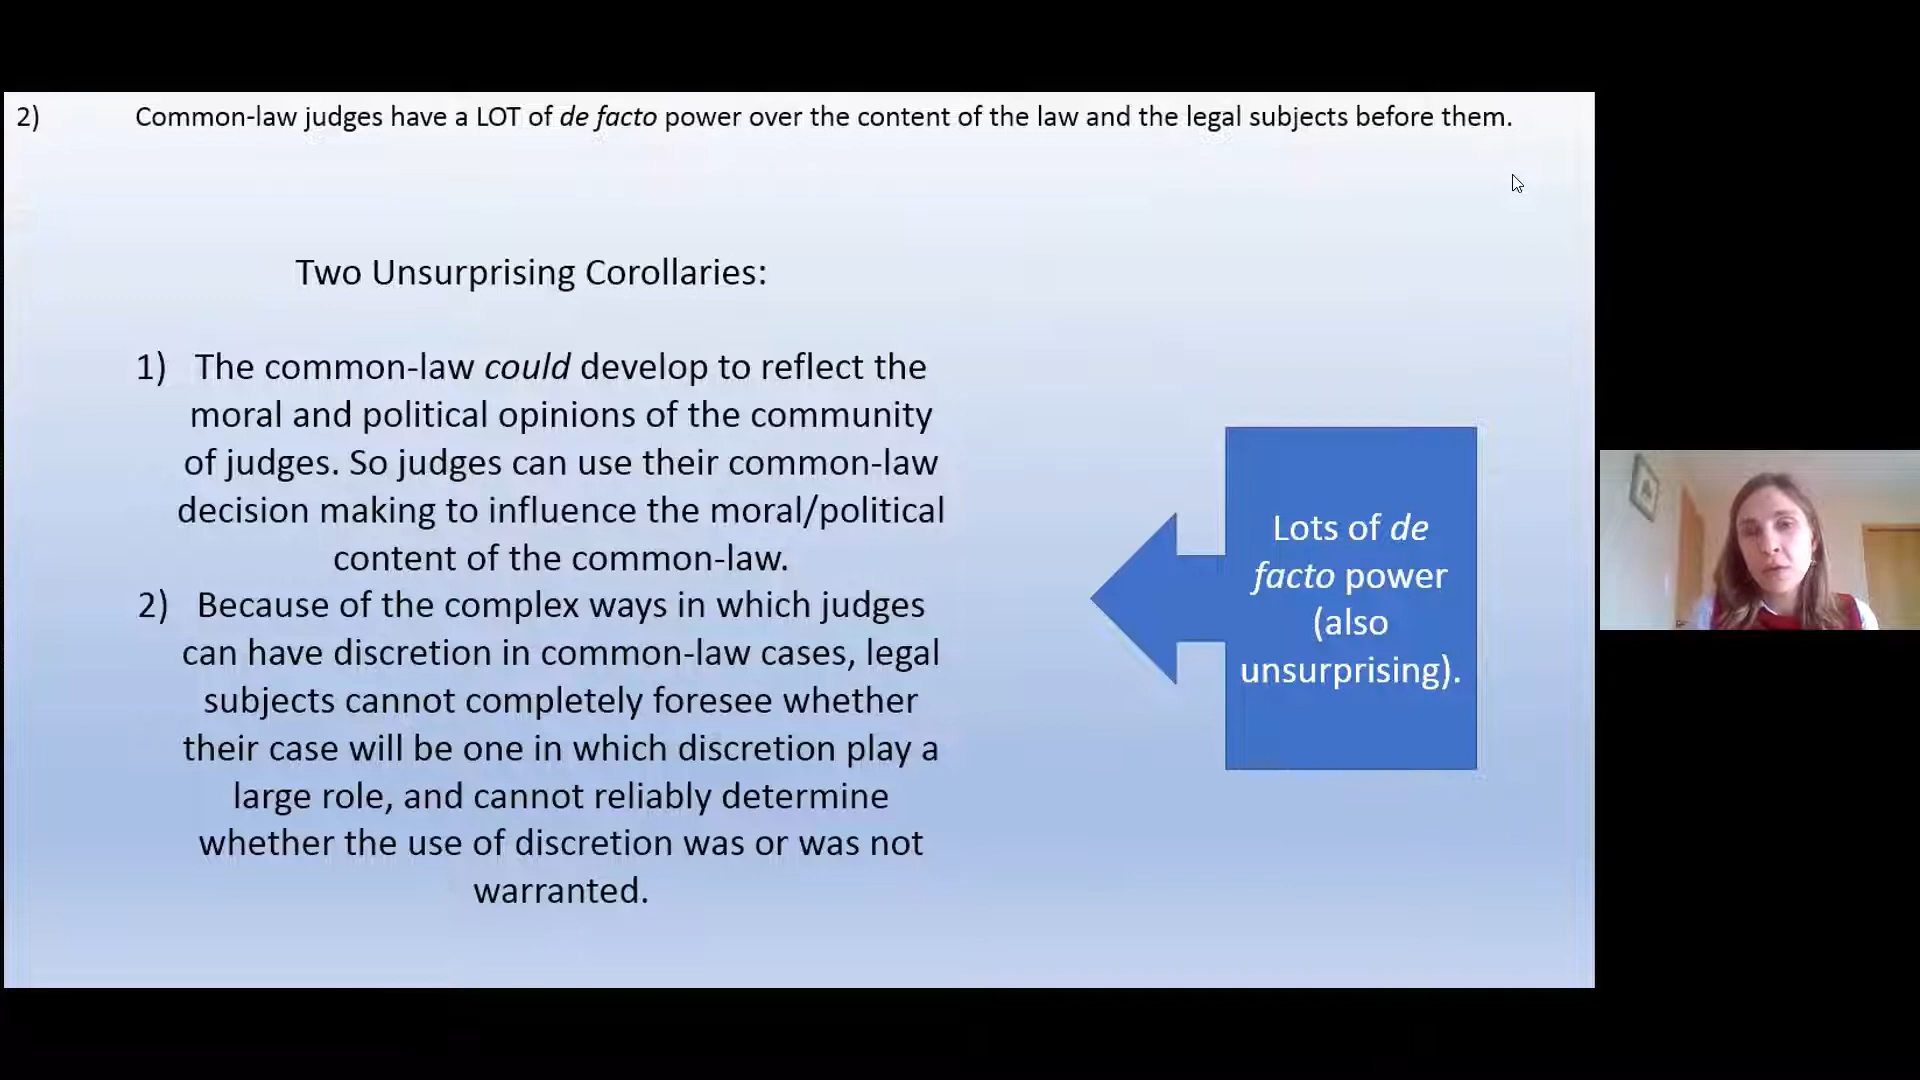 2) Common-law judges have a LOT of de facto power over the content of the law and the legal subjects before them.
Two Unsurprising Corollaries:
1) The common-law could develop to reflect the
moral and political opinions of the community
of judges. So judges can use their common-law
decision making to influence the moral/political
content of the common-law.
2) Because of the complex ways in which judges
can have discretion in common-law cases, legal
subjects cannot completely foresee whether
their case will be one in which discretion play a
large role, and cannot reliably determine
whether the use of discretion was or was not
warranted.
Lots of de
facto power
(also
unsurprising).